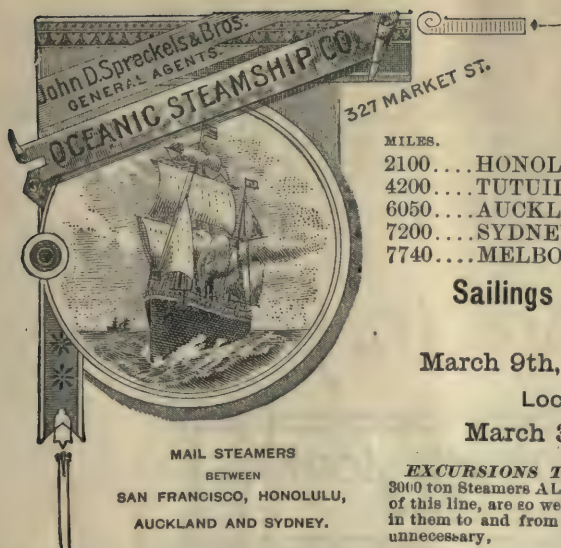 John D. Spreckels & Bros.
GENERAL AGENTS.
OCEANIC STEAMSHIP CO.
327 MARKET ST.
MAIL STEAMERS
BETWEEN
SAN FRANCISCO, HONOLULU,
AUCKLAND AND SYDNEY.
MILES.
2100....HONOL
4200....TUTUIL
6050....AUCKL
7200....SYDNE
7740....MELBO
Sailings
March 9th,
Loc
March 3
EXCURSIONS T
3000 ton Steamers AL
of this line, are so we
in them to and from
unnecessary,